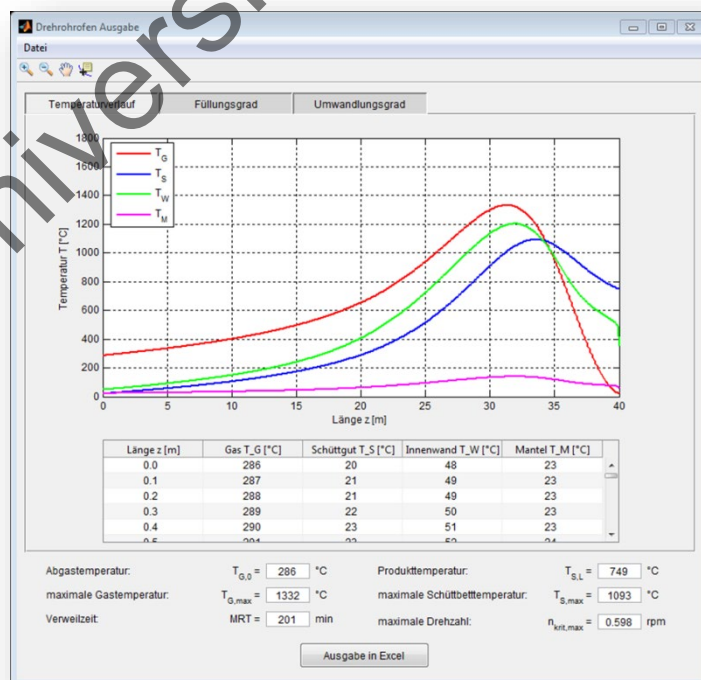 Drehrohrofen Ausgabe
Datei
Temperaturverlauf Füllungsgrad Umwandlungsgrad
Temperatur T [°C]
1800
1600
1400
1200
1000
800
600
400
200
0
T_G
T_S
T_W
T_M
0 5 10 15 20 25 30 35 40
Länge z [m]
Länge z [m] Gas T_G [°C] Schüttgut T_S [°C] Innenwand T_W [°C] Mantel T_M [°C]
0.0 286 20 48 23
0.1 287 21 49 23
0.2 288 21 49 23
0.3 289 22 50 23
0.4 290 23 51 23
Abgastemperatur: T_G,0 = 286 °C Produkttemperatur: T_S,L = 749 °C
maximale Gastemperatur: T_G,max = 1332 °C maximale Schüttbetttemperatur: T_S,max = 1093 °C
Verweilzeit: MRT = 201 min maximale Drehzahl: n_krit,max = 0.598 rpm
Ausgabe in Excel